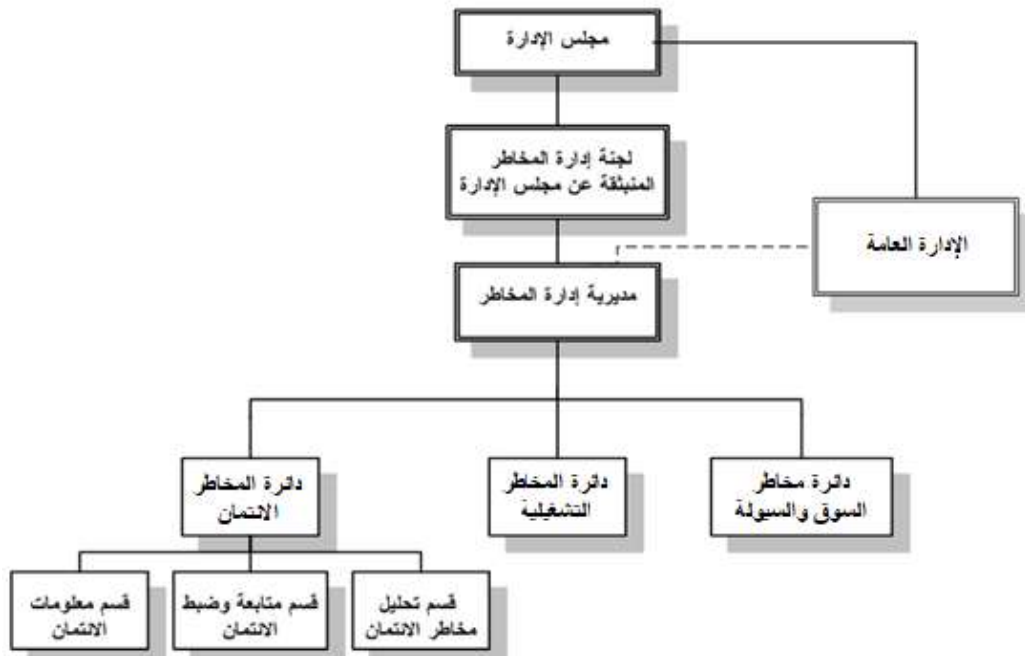 مجلس الإدارة
لجنة إدارة المخاطر
المنبثقة عن مجلس الإدارة
الإدارة العامة
مديرية إدارة المخاطر
دائرة مخاطر
السوق والسيولة
دائرة المخاطر
التشغيلية
دائرة المخاطر
الائتمان
قسم تحليل
مخاطر الائتمان
قسم متابعة وضبط
الائتمان
قسم معلومات
الائتمان